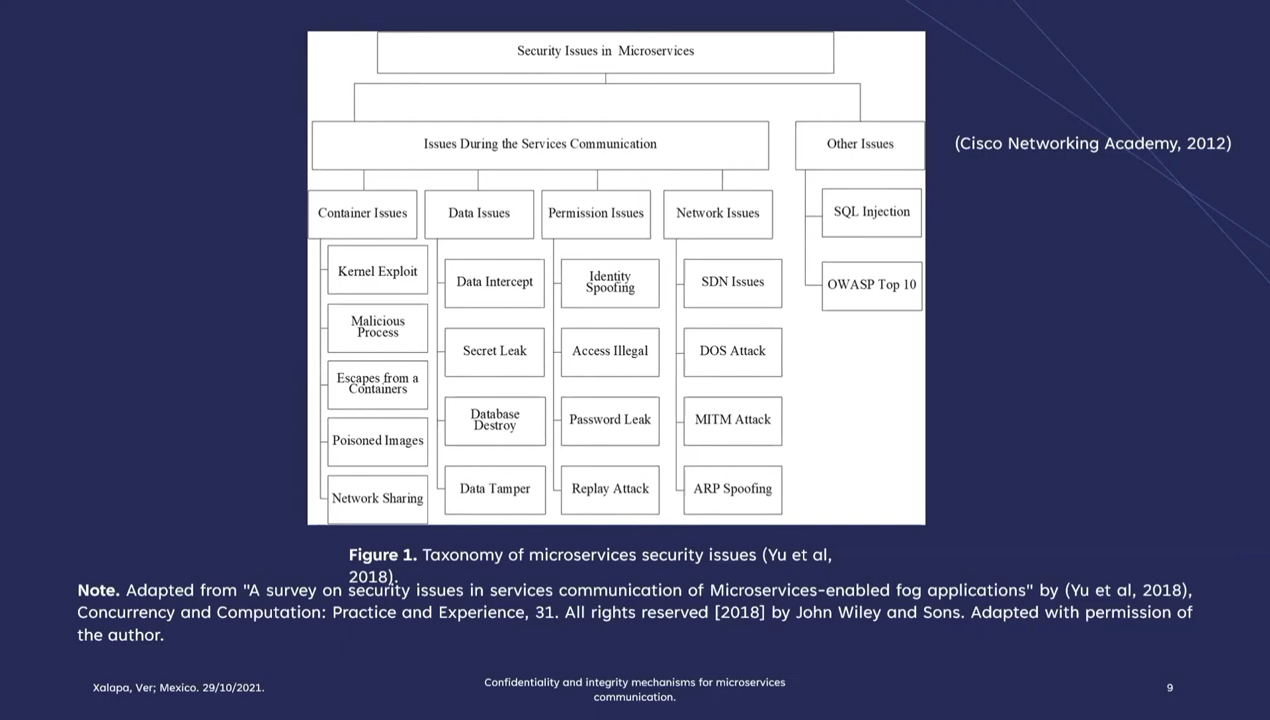 Security Issues in Microservices
Issues During the Services Communication
Other Issues
(Cisco Networking Academy, 2012)
Container Issues
Data Issues
Permission Issues
Network Issues
SQL Injection
OWASP Top 10
Kernel Exploit
Malicious
Process
Escapes from a
Containers
Poisoned Images
Network Sharing
Data Intercept
Secret Leak
Database
Destroy
Data Tamper
Identity
Spoofing
Access Illegal
Password Leak
Replay Attack
SDN Issues
DOS Attack
MITM Attack
ARP Spoofing
Figure 1. Taxonomy of microservices security issues (Yu et al,
2018).
Note. Adapted from "A survey on security issues in services communication of Microservices-enabled fog applications" by (Yu et al, 2018),
Concurrency and Computation: Practice and Experience, 31. All rights reserved [2018] by John Wiley and Sons. Adapted with permission of
the author.
Xalapa, Ver; Mexico. 29/10/2021.
Confidentiality and integrity mechanisms for microservices
communication.
9